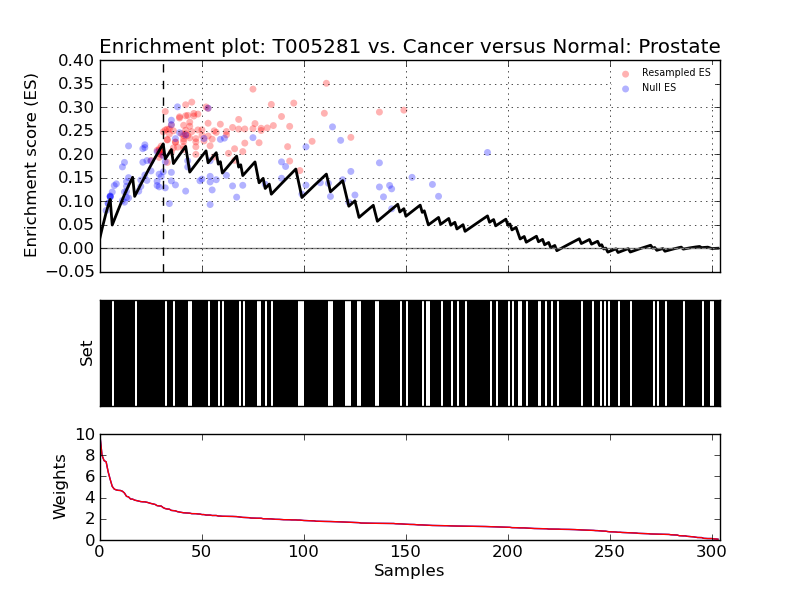 Enrichment plot: T005281 vs. Cancer versus Normal: Prostate
0.40
0.35
0.30
0.25
0.20
0.15
0.10
0.05
0.00
−0.05
Enrichment score (ES)
Resampled ES
Null ES
Set
10
8
6
4
2
0
Weights
0 50 100 150 200 250 300
Samples